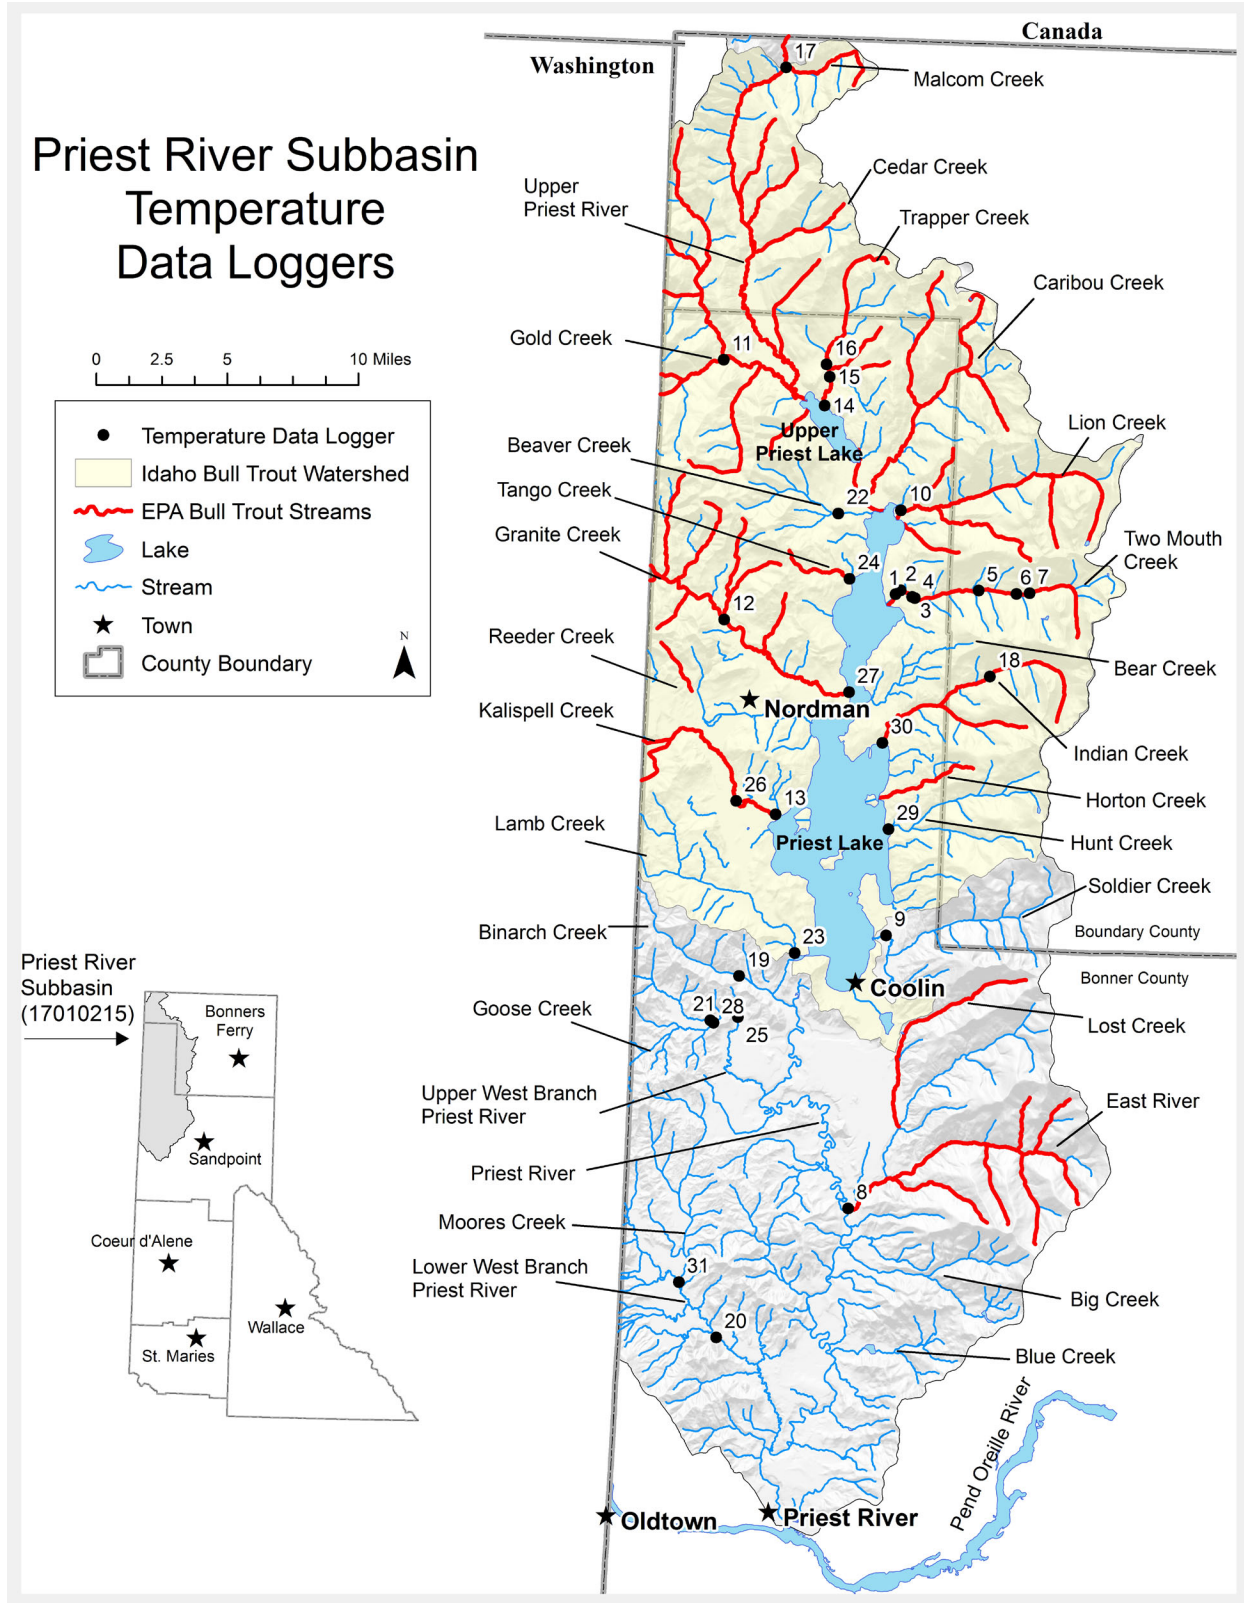 Canada
Washington
17
Malcom Creek
Priest River Subbasin
Temperature
Data Loggers
Cedar Creek
Upper
Priest River
Trapper Creek
Caribou Creek
Gold Creek
11
16
15
14
0 2.5 5 10 Miles
Temperature Data Logger
Idaho Bull Trout Watershed
EPA Bull Trout Streams
Lake
Stream
Town
County Boundary
N
Upper
Priest Lake
Lion Creek
Beaver Creek
Tango Creek
22
10
Granite Creek
Two Mouth
Creek
24
1
2
4
3
5
6
7
12
Reeder Creek
Bear Creek
18
27
Nordman
Kalispell Creek
30
Indian Creek
26
13
Horton Creek
29
Lamb Creek
Priest Lake
Hunt Creek
Soldier Creek
9
Binarch Creek
23
Boundary County
19
Bonner County
Coolin
Priest River
Subbasin
(17010215)
Goose Creek
21
28
25
Lost Creek
Bonners
Ferry
Upper West Branch
Priest River
East River
Sandpoint
Priest River
8
Moores Creek
Coeur d'Alene
Lower West Branch
Priest River
31
Big Creek
20
Wallace
St. Maries
Blue Creek
Pend Oreille River
Oldtown
Priest River